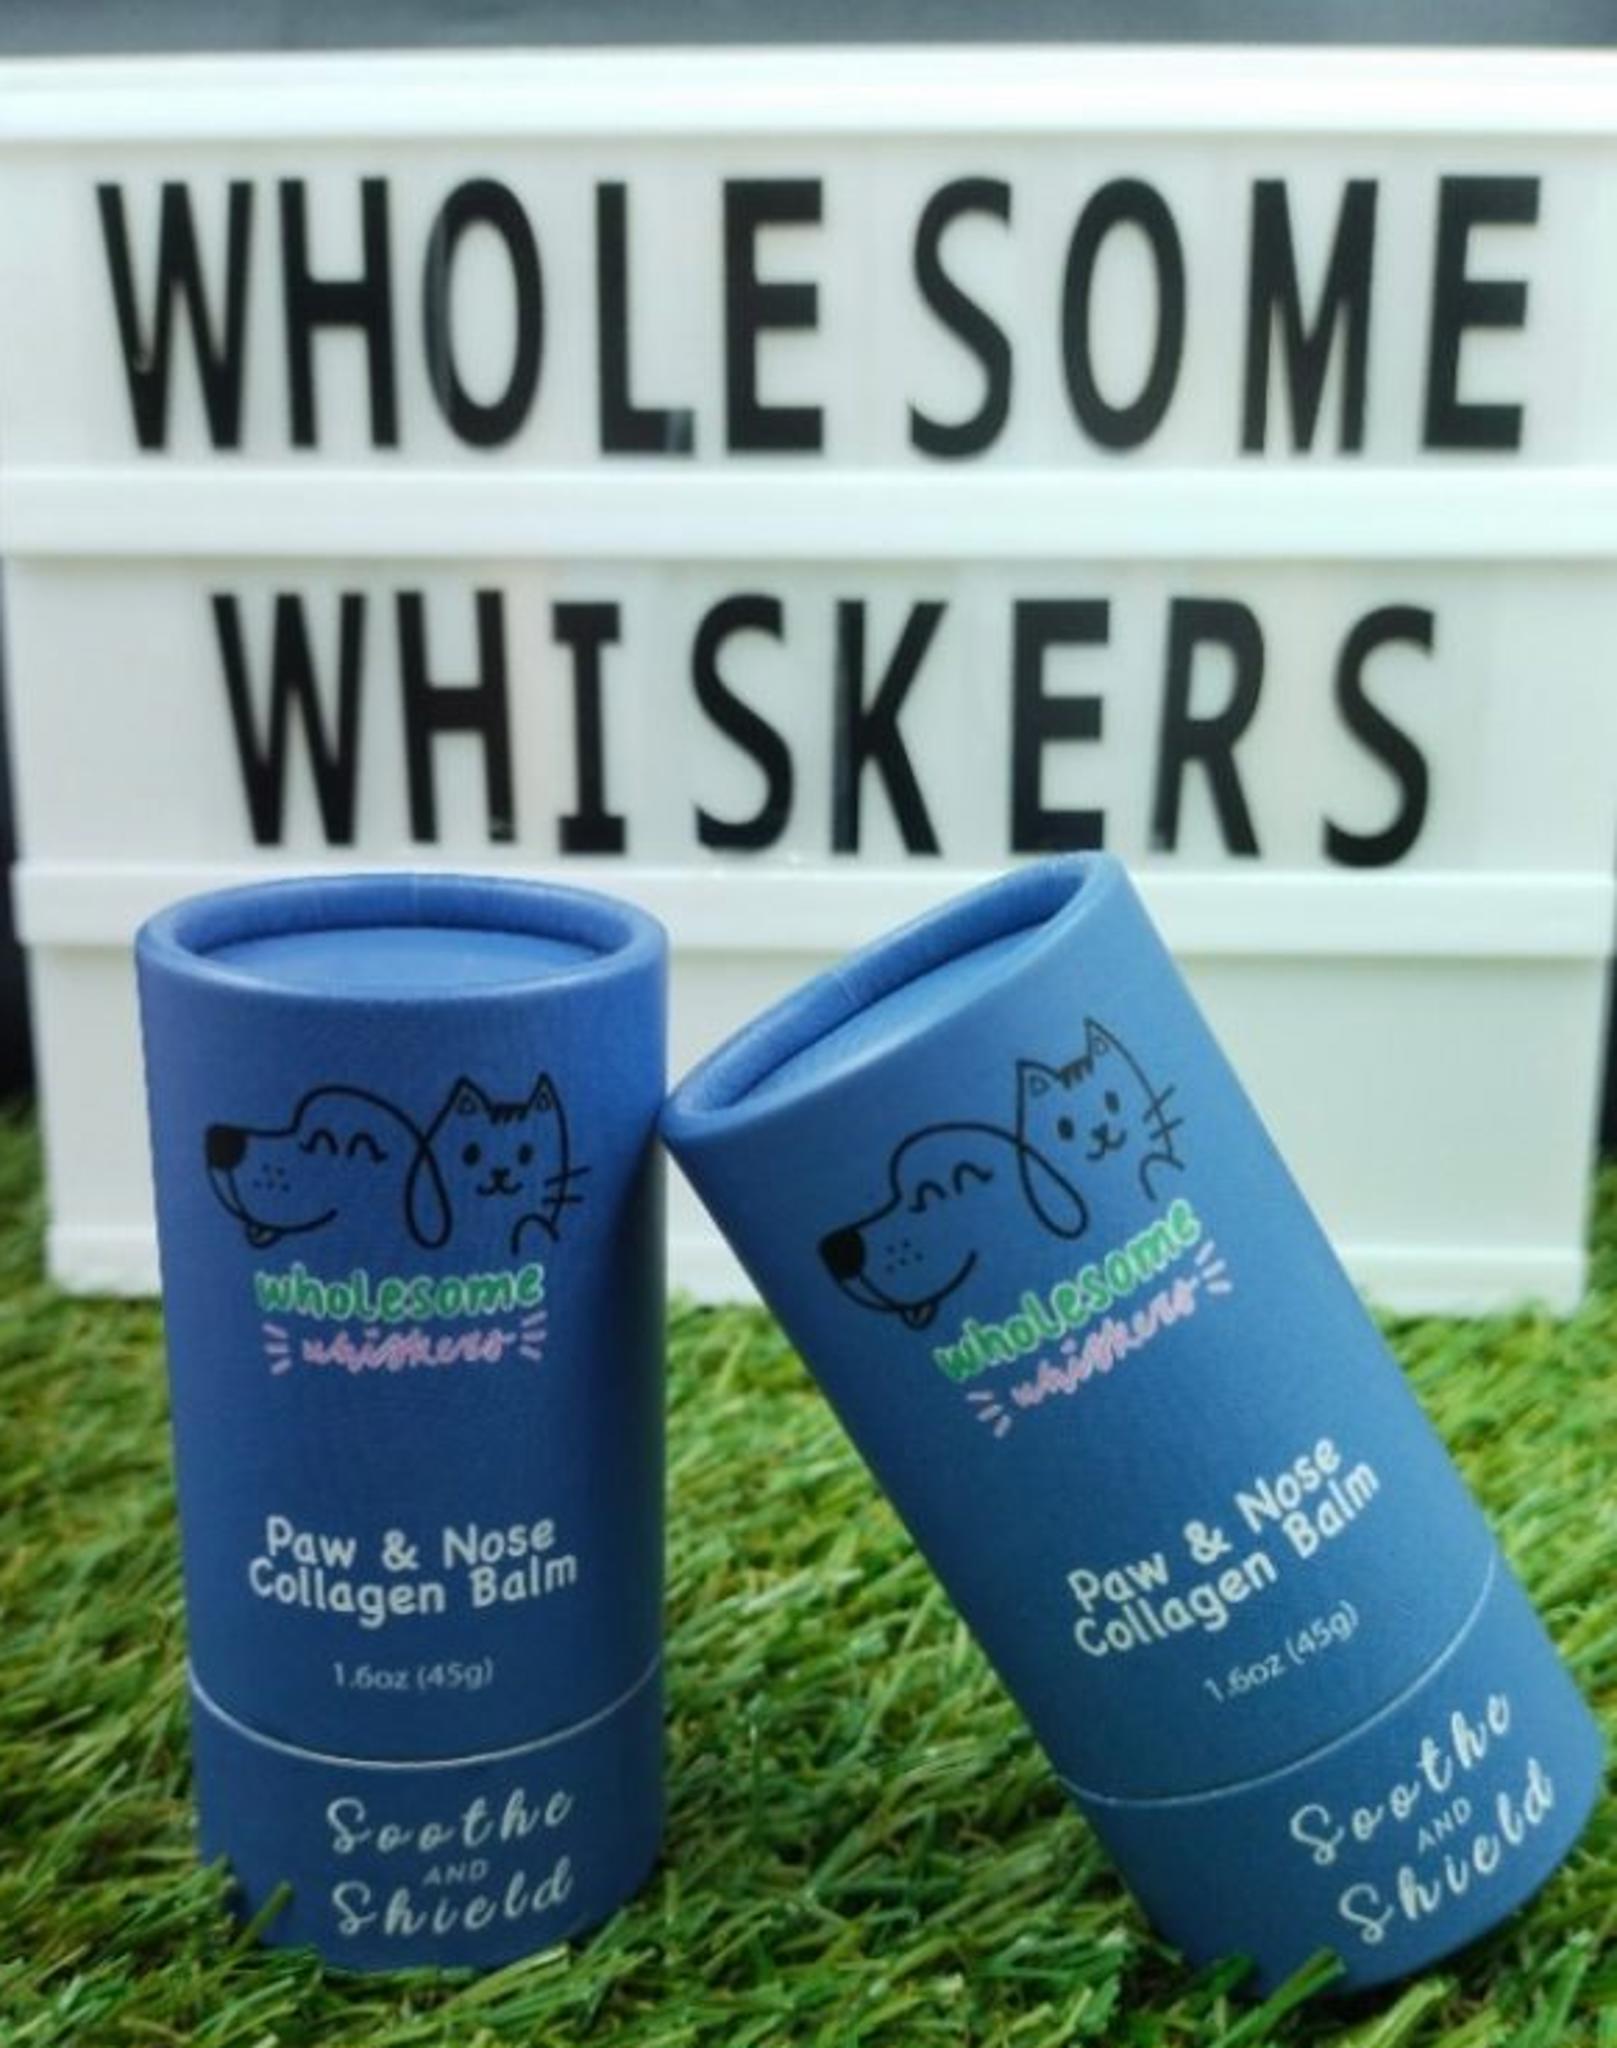 WHOLESOME
WHISKERS
wholesome
whiskers
Paw & Nose
Collagen Balm
1.6oz (45g)
Soothe
AND
Shield
wholesome
whiskers
Paw & Nose
Collagen Balm
1.6oz (45g)
Soothe
AND
Shield